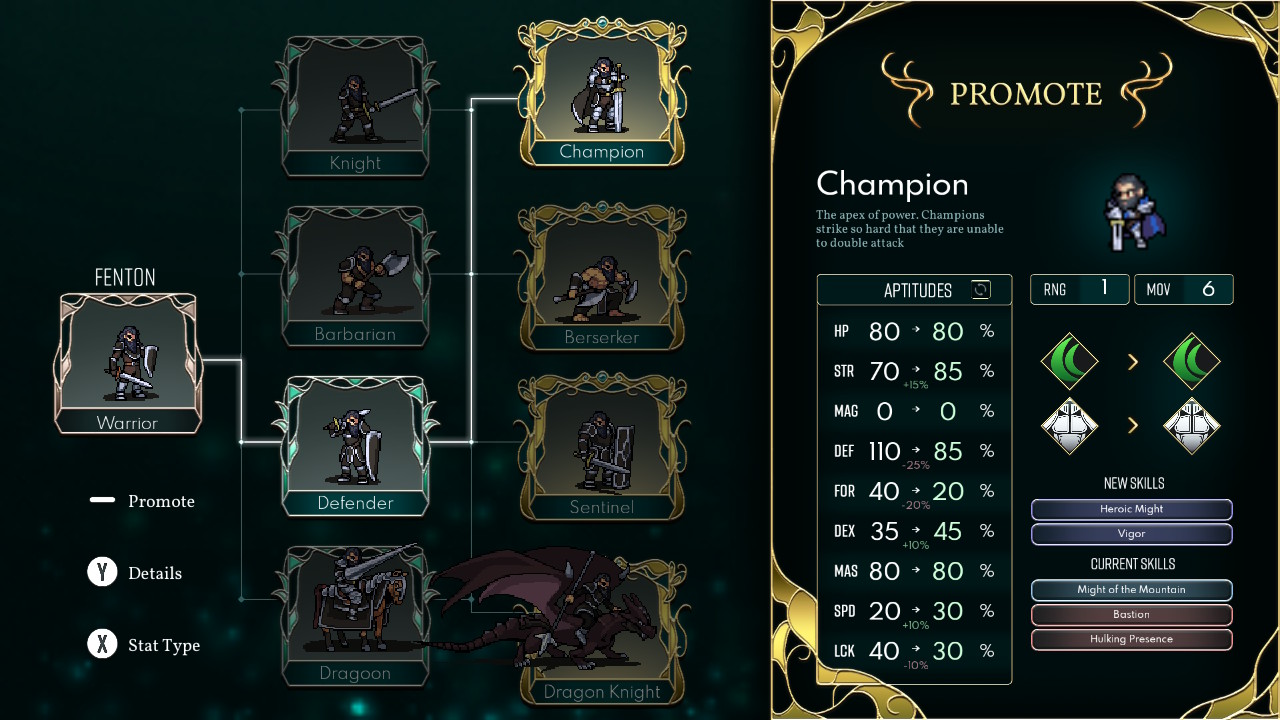 FENTON
Warrior
Knight
Barbarian
Defender
Dragoon
Champion
Berserker
Sentinel
Dragon Knight
Promote
Y Details
X Stat Type
PROMOTE
Champion
The apex of power. Champions
strike so hard that they are unable
to double attack
APTITUDES
HP 80 → 80 %
STR 70 → 85 %
+15%
MAG 0 → 0 %
DEF 110 → 85 %
-25%
FOR 40 → 20 %
-20%
DEX 35 → 45 %
+10%
MAS 80 → 80 %
SPD 20 → 30 %
+10%
LCK 40 → 30 %
-10%
RNG 1
MOV 6
NEW SKILLS
Heroic Might
Vigor
CURRENT SKILLS
Might of the Mountain
Bastion
Hulking Presence